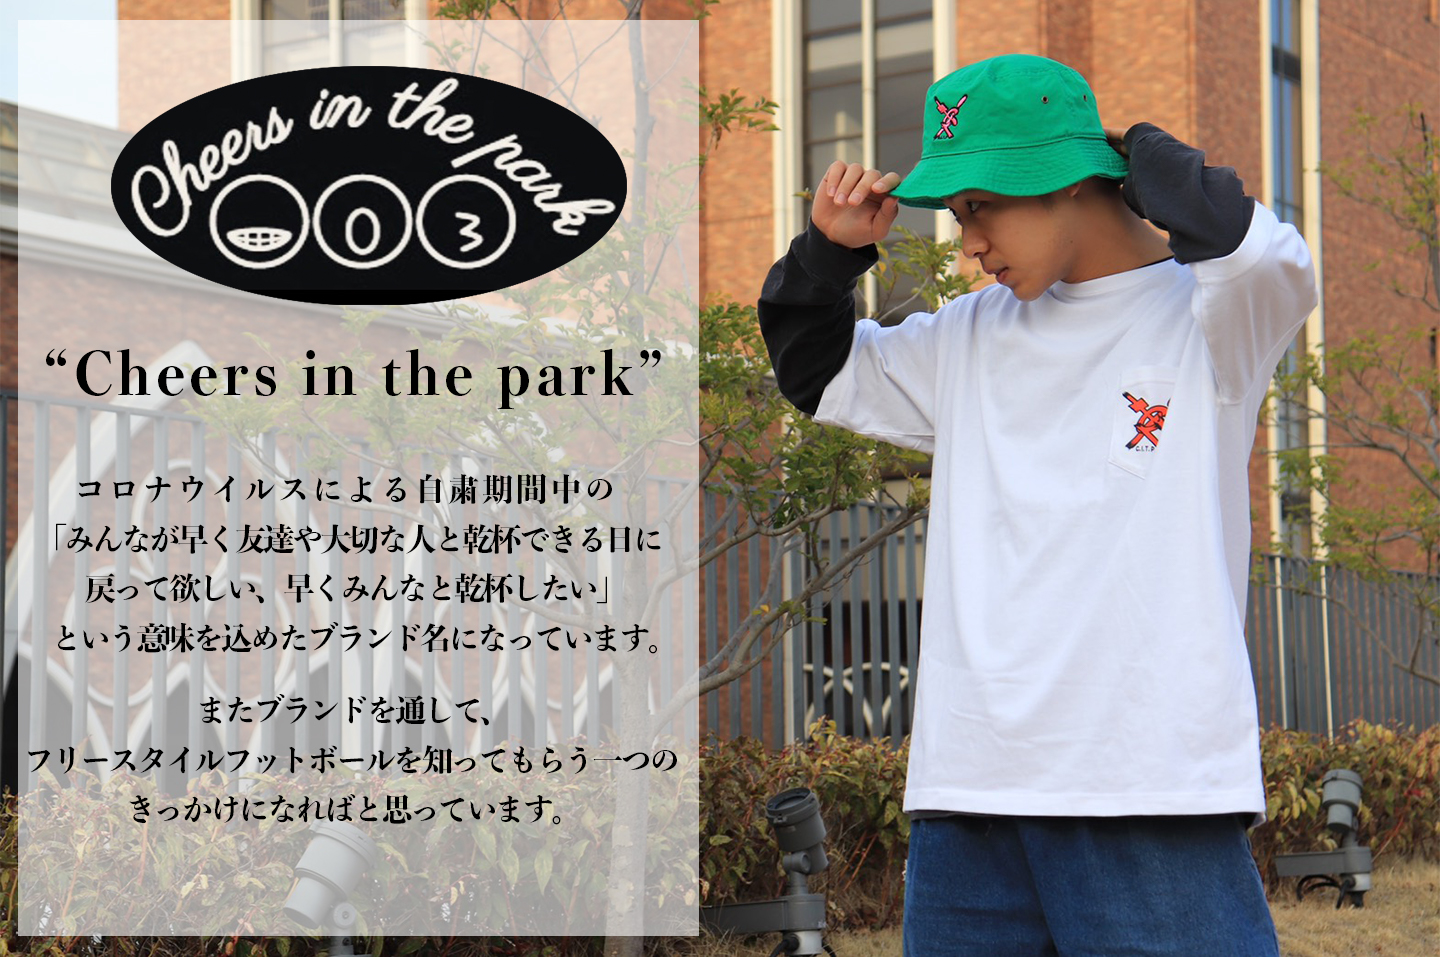 Cheers in the park
03
“Cheers in the park”
コロナウイルスによる自粛期間中の
「みんなが早く友達や大切な人と乾杯できる日に
戻って欲しい、早くみんなと乾杯したい」
という意味を込めたブランド名になっています。
またブランドを通して、
フリースタイルフットボールを知ってもらう一つの
きっかけになればと思っています。
C.I.T.P